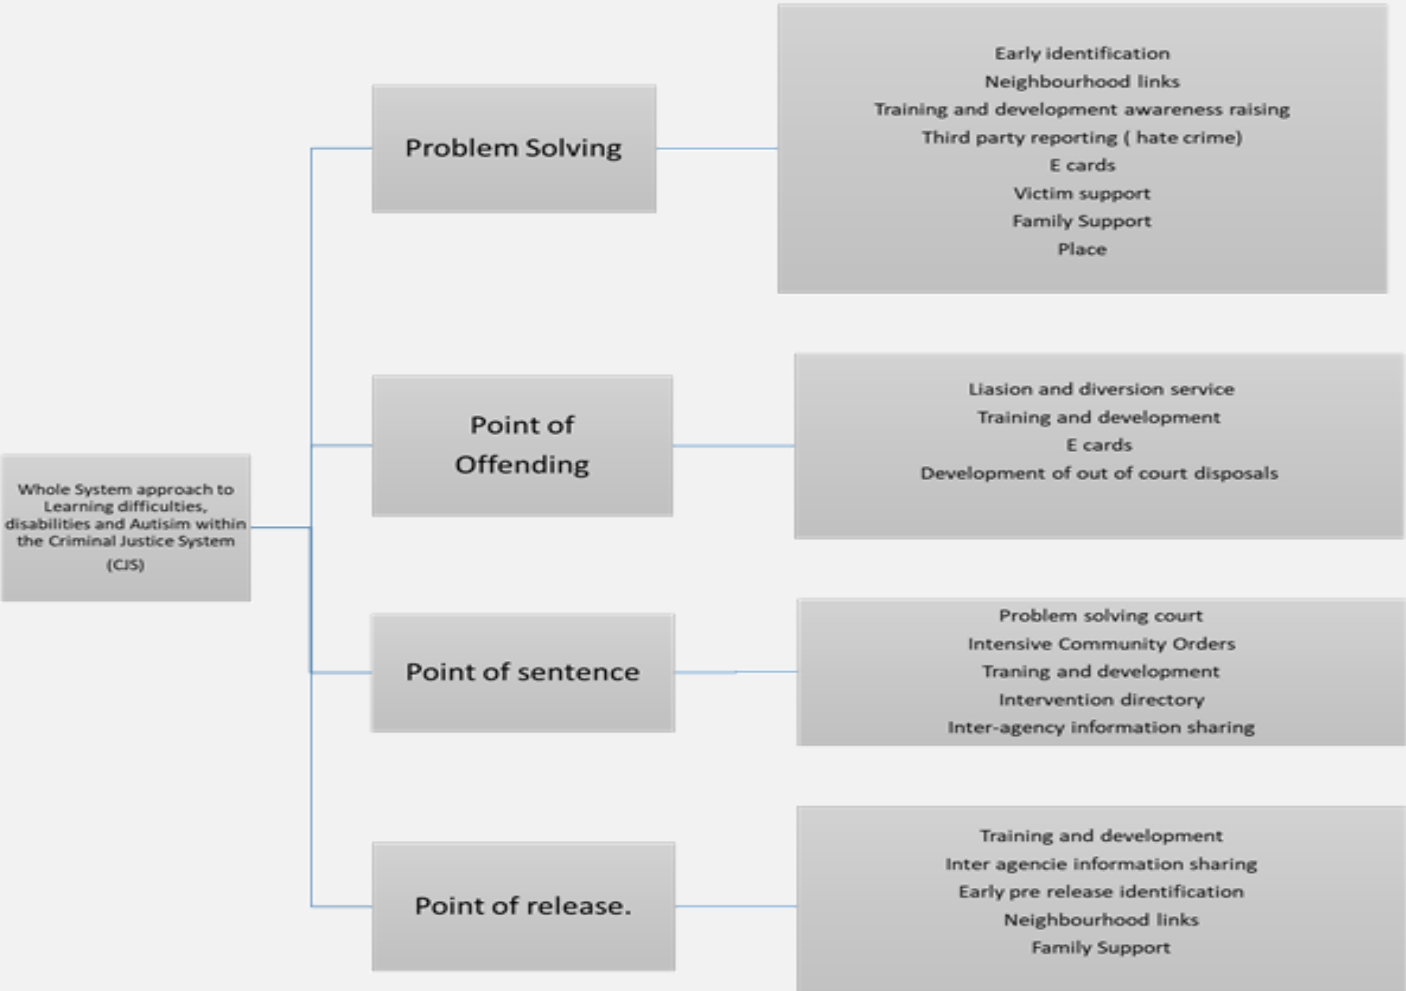 Whole System approach to
Learning difficulties,
disabilities and Autisim within
the Criminal Justice System
(CJS)
Problem Solving
Early identification
Neighbourhood links
Training and development awareness raising
Third party reporting ( hate crime)
E cards
Victim support
Family Support
Place
Point of
Offending
Liasion and diversion service
Training and development
E cards
Development of out of court disposals
Point of sentence
Problem solving court
Intensive Community Orders
Traning and development
Intervention directory
Inter-agency information sharing
Point of release.
Training and development
Inter agencie information sharing
Early pre release identification
Neighbourhood links
Family Support